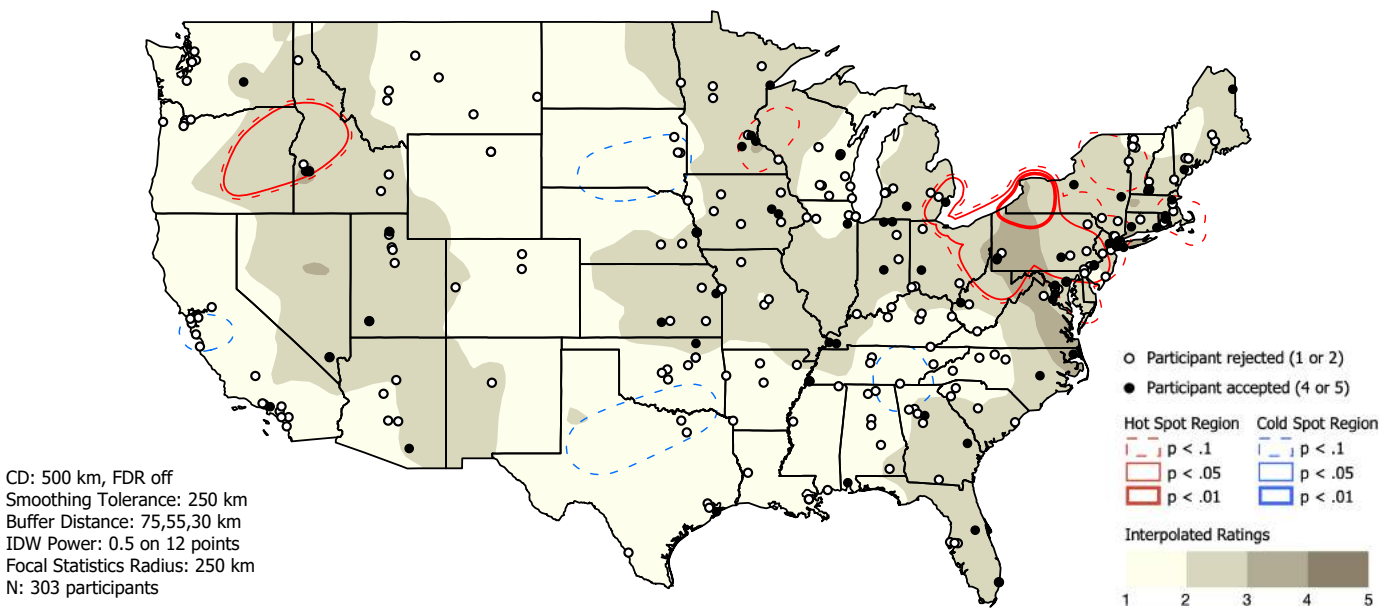 Participant rejected (1 or 2)
Participant accepted (4 or 5)
Hot Spot Region Cold Spot Region
p < .1 p < .1
p < .05 p < .05
p < .01 p < .01
CD: 500 km, FDR off
Smoothing Tolerance: 250 km
Buffer Distance: 75,55,30 km
IDW Power: 0.5 on 12 points
Focal Statistics Radius: 250 km
N: 303 participants
Interpolated Ratings
1 2 3 4 5